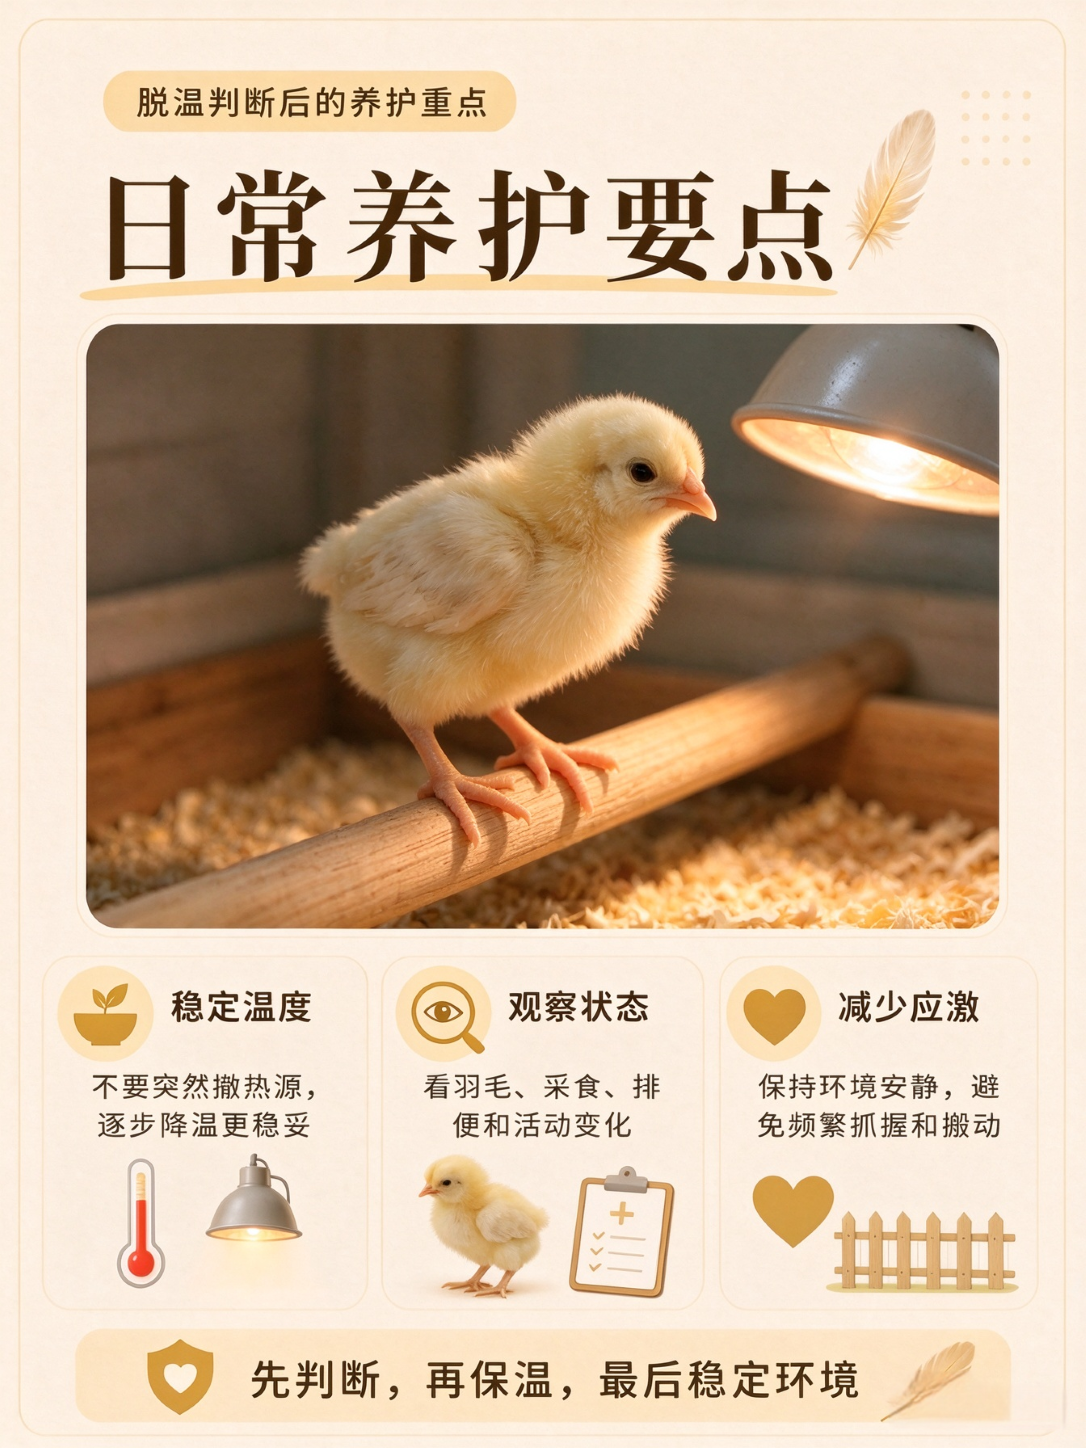 脱温判断后的养护重点
日常养护要点
稳定温度
不要突然撤热源，
逐步降温更稳妥
观察状态
看羽毛、采食、排
便和活动变化
减少应激
保持环境安静，避
免频繁抓握和搬动
先判断，再保温，最后稳定环境